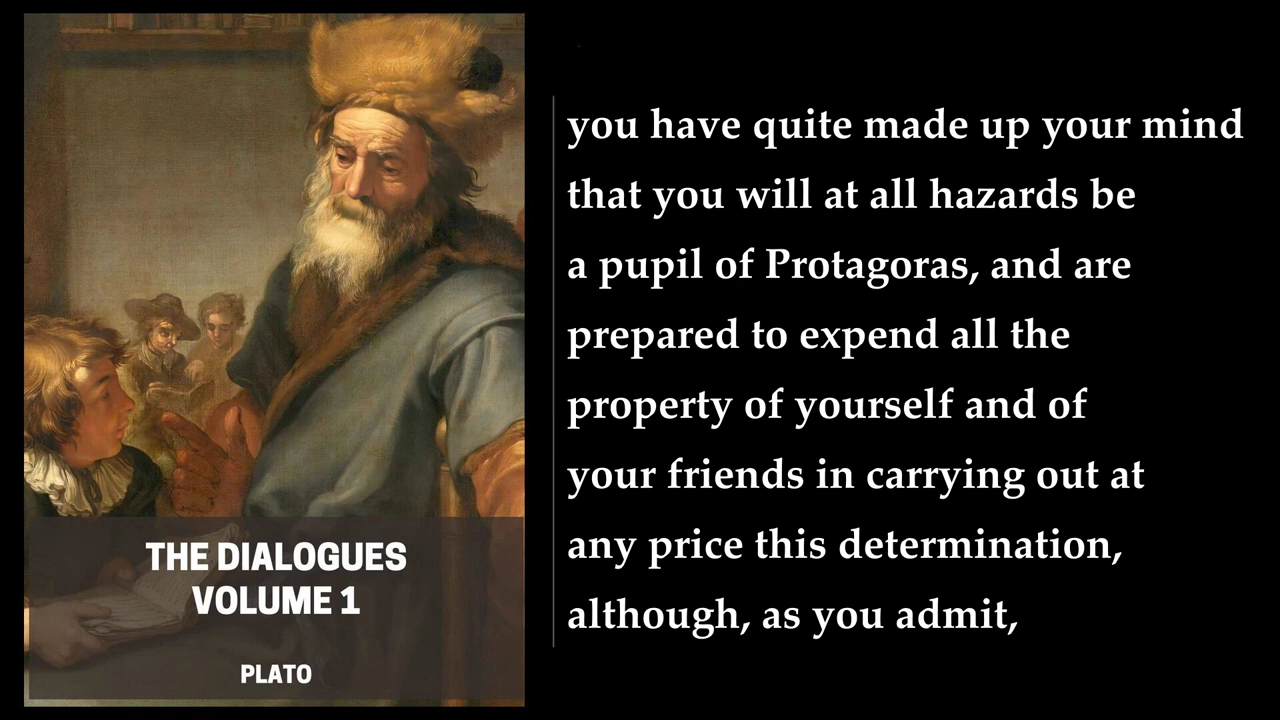 THE DIALOGUES
VOLUME 1
PLATO
you have quite made up your mind
that you will at all hazards be
a pupil of Protagoras, and are
prepared to expend all the
property of yourself and of
your friends in carrying out at
any price this determination,
although, as you admit,